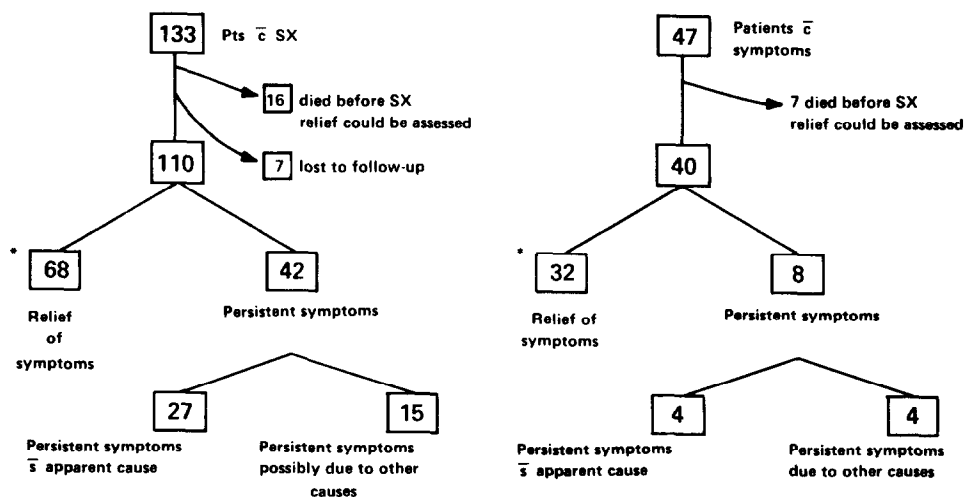 133
Pts c̅ SX
16
died before SX
relief could be assessed
7
lost to follow-up
110
*
68
Relief
of
symptoms
42
Persistent symptoms
27
Persistent symptoms
s̅ apparent cause
15
Persistent symptoms
possibly due to other
causes
47
Patients c̅
symptoms
7 died before SX
relief could be assessed
40
*
32
Relief of
symptoms
8
Persistent symptoms
4
Persistent symptoms
s̅ apparent cause
4
Persistent symptoms
due to other causes